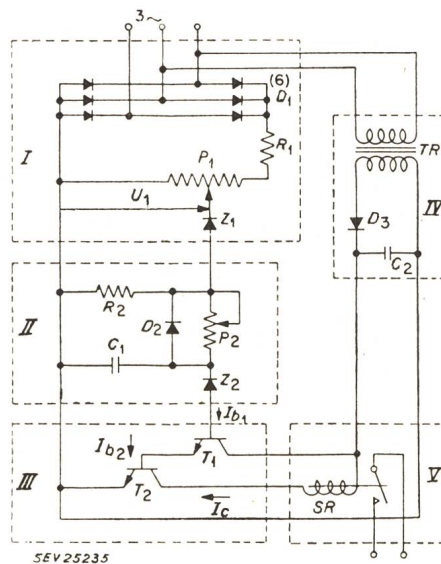 3~
(6)
D1
R1
I
P1
U1
Z1
TR
IV
D3
C2
II
R2
D2
P2
C1
Z2
Ib1
III
Ib2
T1
T2
Ic
SR
V
SEV 25235